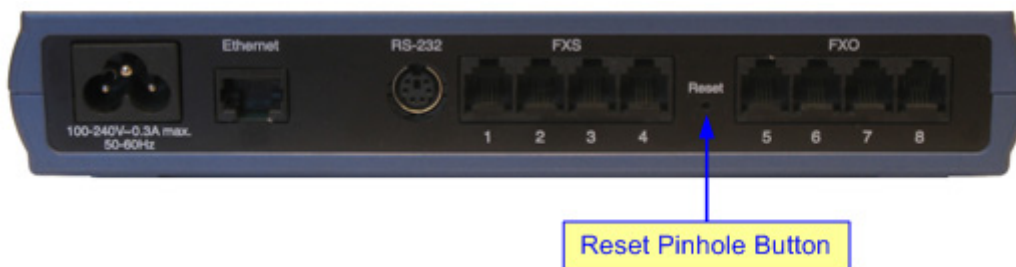 Ethernet
RS-232
FXS
FXO
Reset
100-240V~0.3A max.
50-60Hz
1 2 3 4
5 6 7 8
Reset Pinhole Button